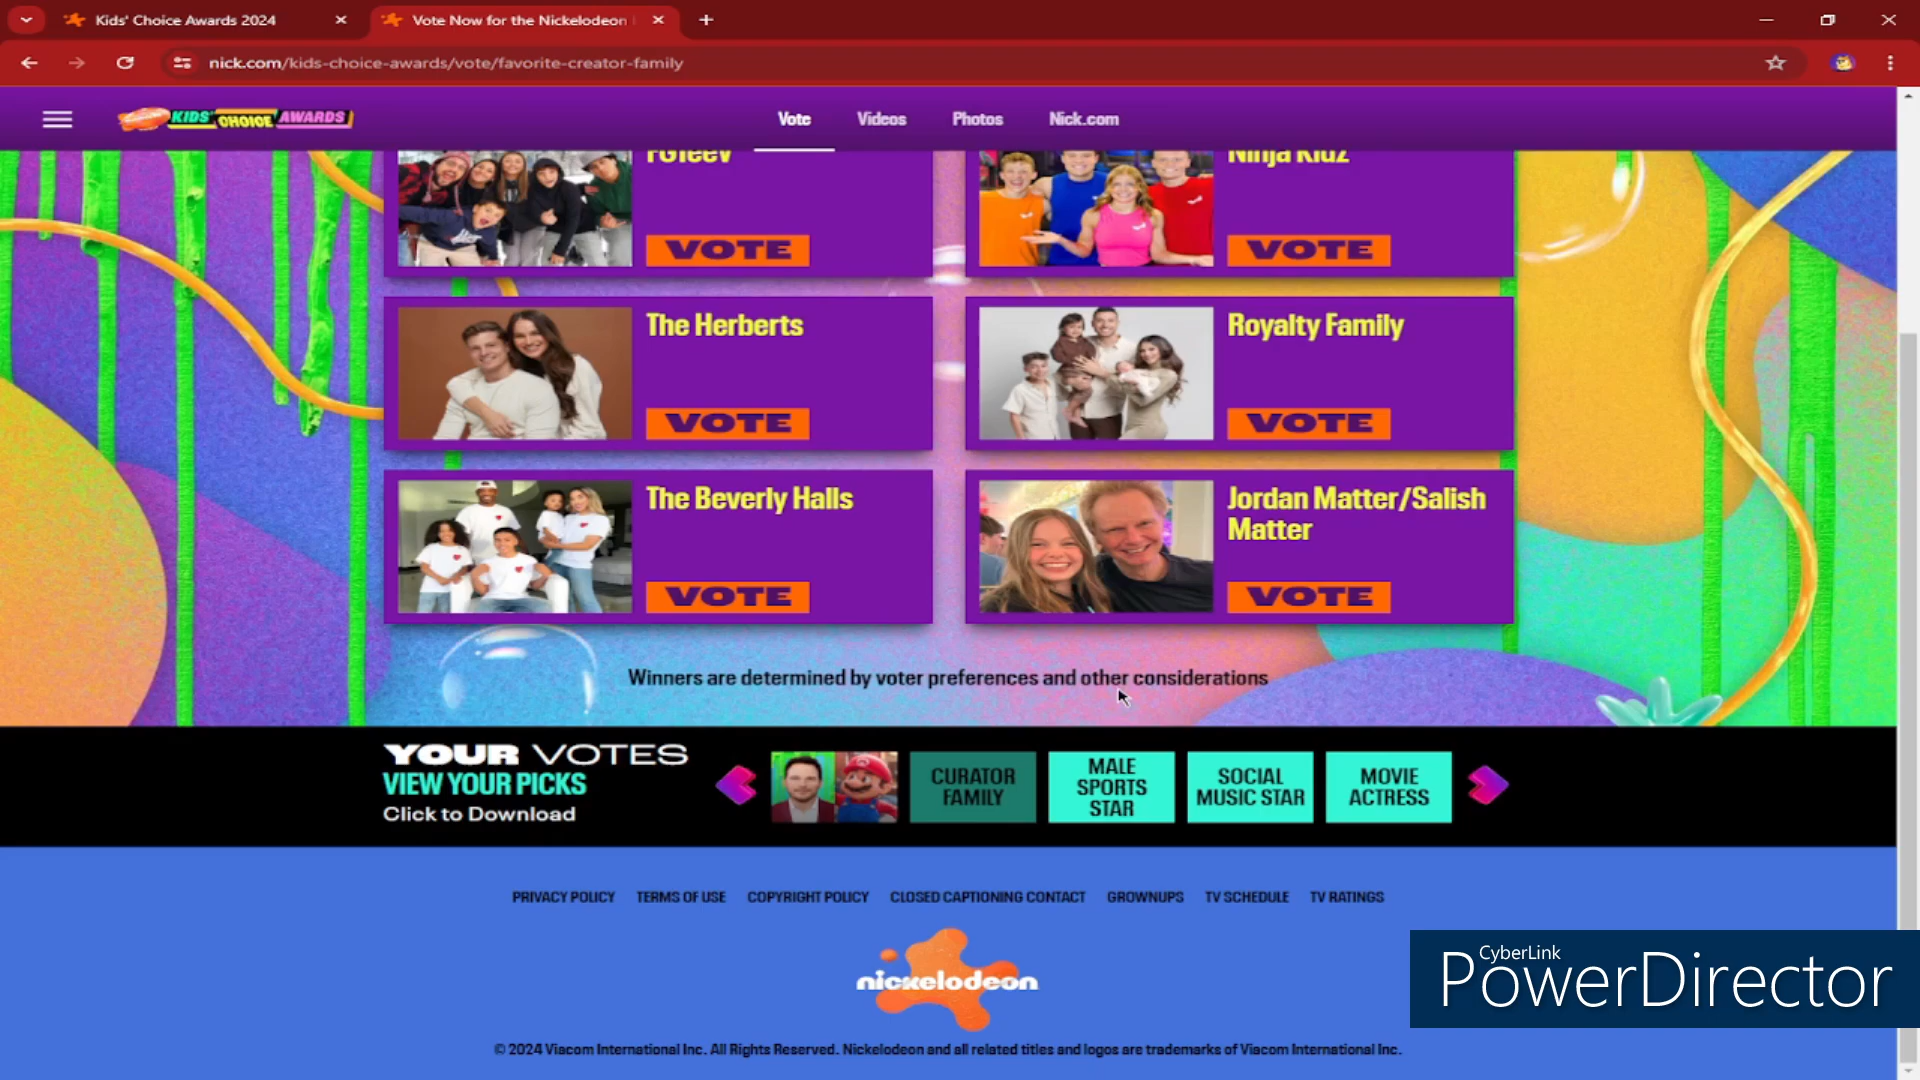 Kids' Choice Awards 2024
Vote Now for the Nickelodeon
nick.com/kids-choice-awards/vote/favorite-creator-family
KIDS' CHOICE AWARDS
Vote
Videos
Photos
Nick.com
FGTeeV
Ninja Kidz
VOTE
VOTE
The Herberts
Royalty Family
VOTE
VOTE
The Beverly Halls
Jordan Matter/Salish
Matter
VOTE
VOTE
Winners are determined by voter preferences and other considerations
YOUR VOTES
VIEW YOUR PICKS
Click to Download
CURATOR
FAMILY
MALE
SPORTS
STAR
SOCIAL
MUSIC STAR
MOVIE
ACTRESS
PRIVACY POLICY
TERMS OF USE
COPYRIGHT POLICY
CLOSED CAPTIONING CONTACT
GROWNUPS
TV SCHEDULE
TV RATINGS
nickelodeon
© 2024 Viacom International Inc. All Rights Reserved. Nickelodeon and all related titles and logos are trademarks of Viacom International Inc.
CyberLink
PowerDirector